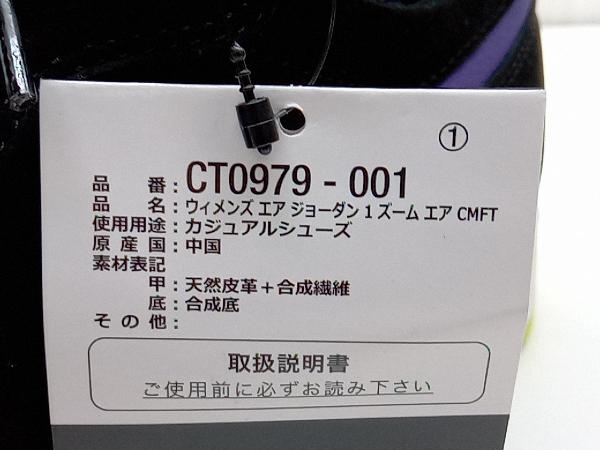 ①
品番：CT0979 - 001
品名：ウィメンズ エア ジョーダン 1 ズーム エア CMFT
使用用途：カジュアルシューズ
原産国：中国
素材表記
甲：天然皮革＋合成繊維
底：合成底
その他：
取扱説明書
ご使用前に必ずお読み下さい